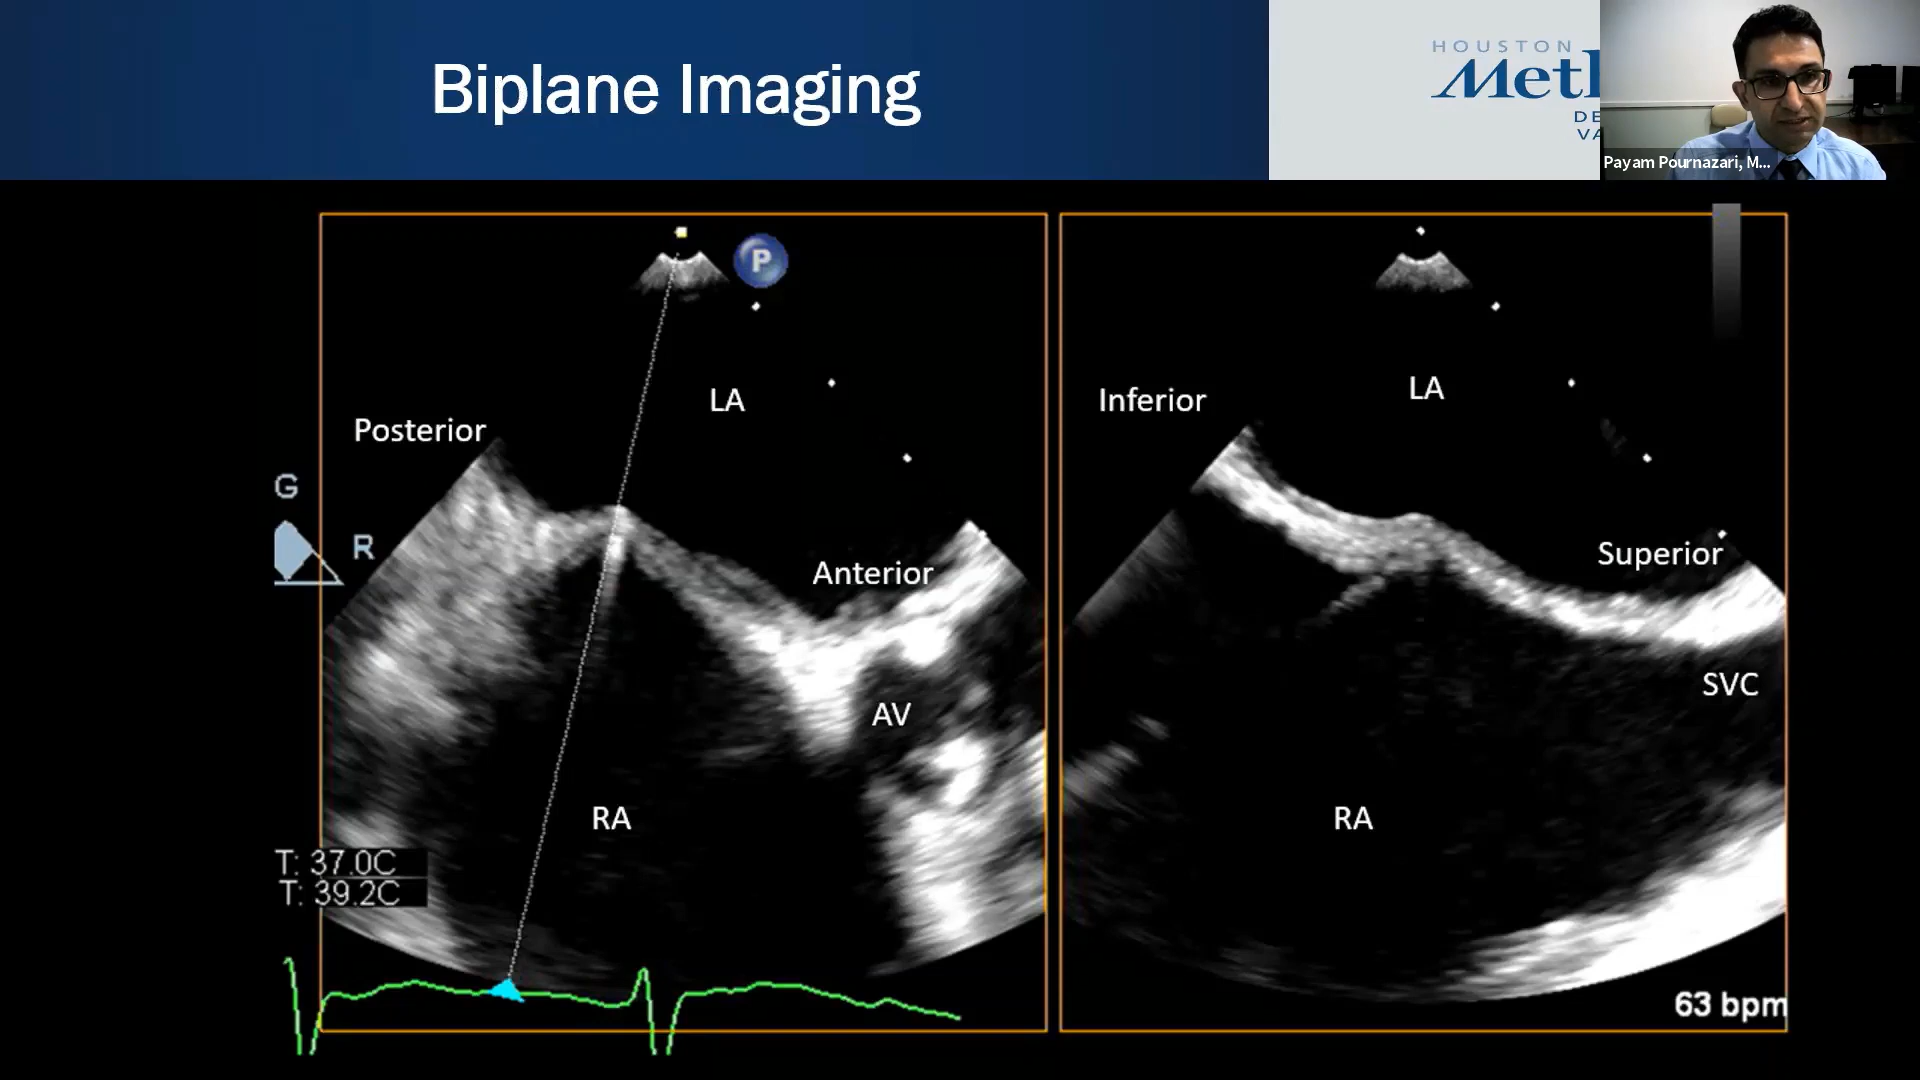 Biplane Imaging
HOUSTON
Payam Pournazari, M...
P
LA
Posterior
G
R
Anterior
AV
RA
T: 37.0C
T: 39.2C
LA
Inferior
Superior
SVC
RA
63 bpm